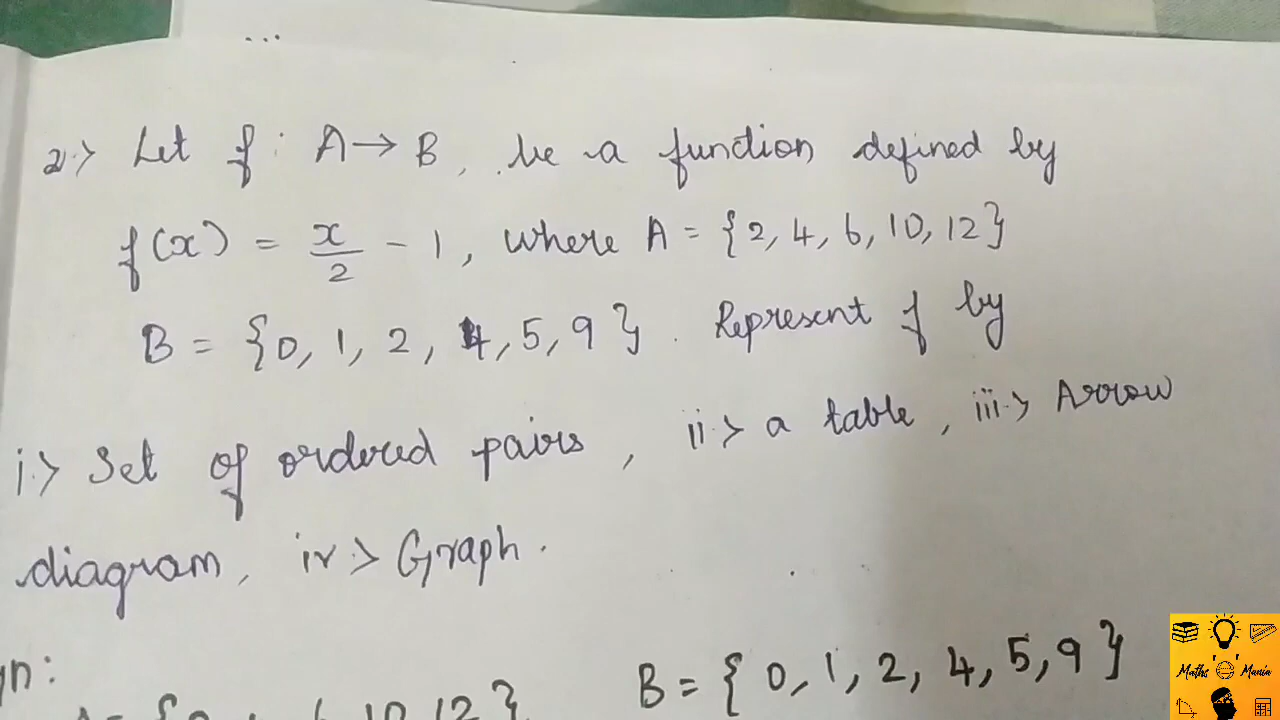 ...
2.> Let f : A → B, be a function defined by
f(x) = x/2 - 1, where A = {2, 4, 6, 10, 12}
B = {0, 1, 2, 4, 5, 9}. Represent f by
i.> Set of ordered pairs, ii.> a table, iii.> Arrow
diagram, iv.> Graph.
B = { 0, 1, 2, 4, 5, 9 }
10, 12 }
Maths Mania